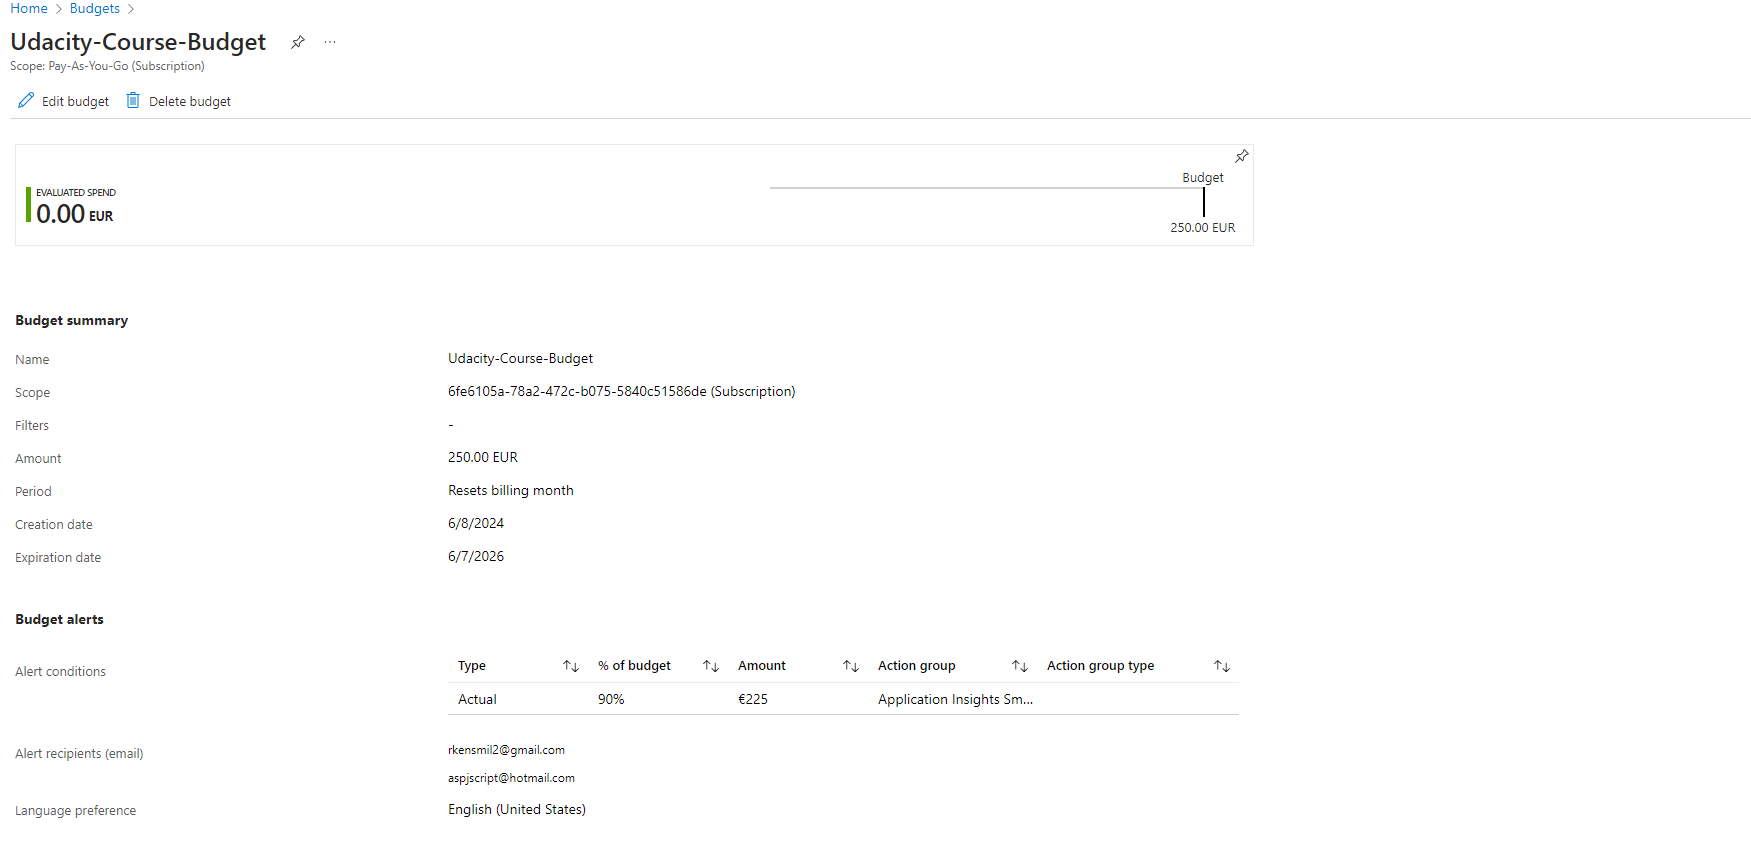 Home > Budgets >
Udacity-Course-Budget ...
Scope: Pay-As-You-Go (Subscription)
Edit budget Delete budget
Budget
EVALUATED SPEND
0.00 EUR
250.00 EUR
Budget summary
Name Udacity-Course-Budget
Scope 6fe6105a-78a2-472c-b075-5840c51586de (Subscription)
Filters -
Amount 250.00 EUR
Period Resets billing month
Creation date 6/8/2024
Expiration date 6/7/2026
Budget alerts
Alert conditions
Type ↑↓ % of budget ↑↓ Amount ↑↓ Action group ↑↓ Action group type ↑↓
Actual 90% €225 Application Insights Sm...
Alert recipients (email) rkensmil2@gmail.com
aspjscript@hotmail.com
Language preference English (United States)